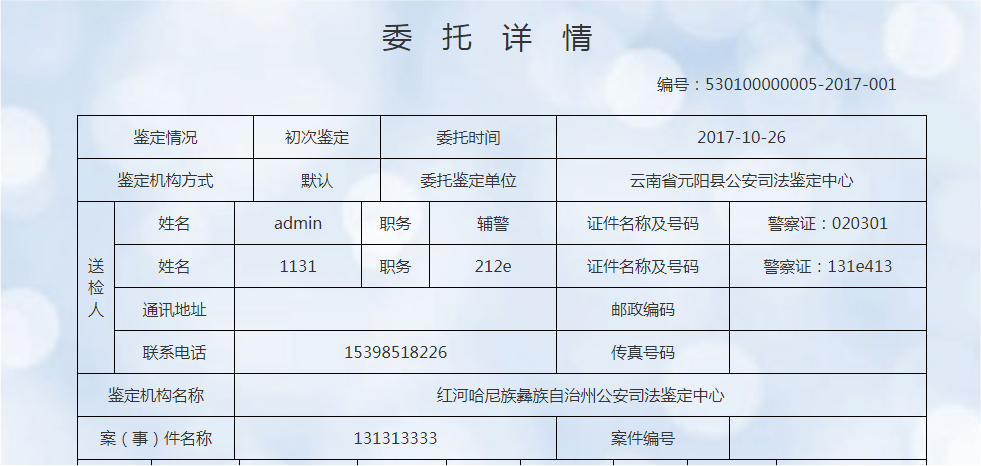 委 托 详 情
编号：530100000005-2017-001
鉴定情况 初次鉴定 委托时间 2017-10-26
鉴定机构方式 默认 委托鉴定单位 云南省元阳县公安司法鉴定中心
送检人
姓名 admin 职务 辅警 证件名称及号码 警察证：020301
姓名 1131 职务 212e 证件名称及号码 警察证：131e413
通讯地址 邮政编码
联系电话 15398518226 传真号码
鉴定机构名称 红河哈尼族彝族自治州公安司法鉴定中心
案（事）件名称 131313333 案件编号